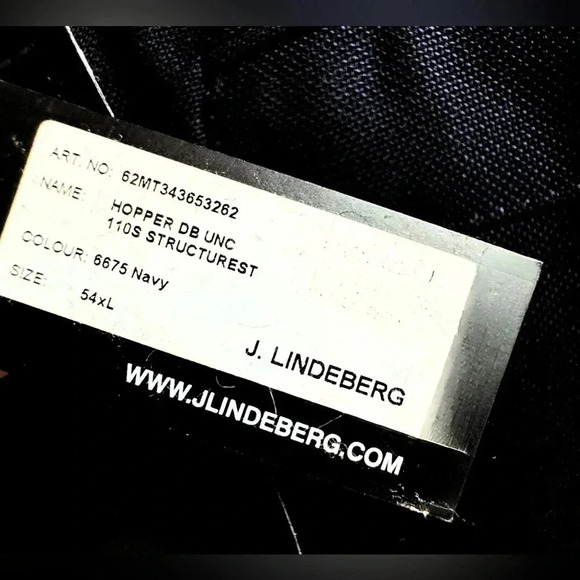 ART. NO: 62MT343653262
NAME: HOPPER DB UNC
110S STRUCTUREST
COLOUR: 6675 Navy
SIZE: 54xL
J. LINDEBERG
WWW.JLINDEBERG.COM